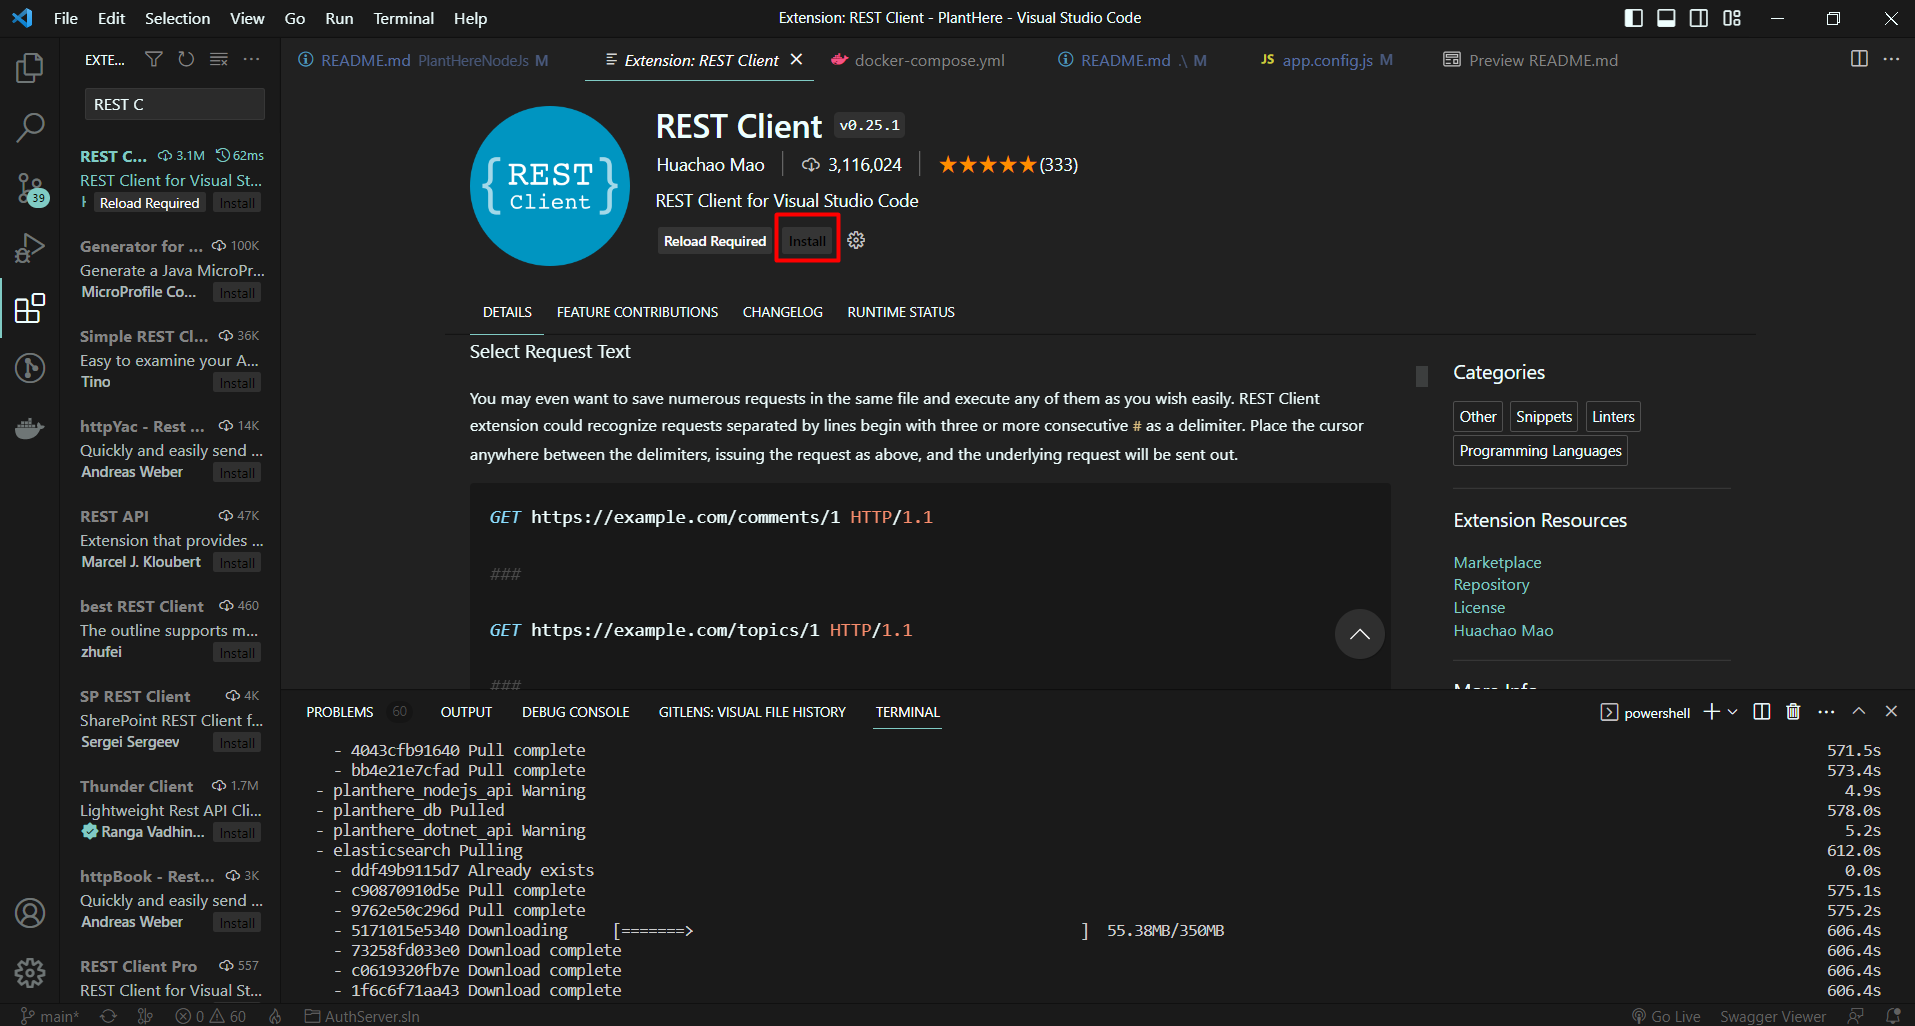 File Edit Selection View Go Run Terminal Help
Extension: REST Client - PlantHere - Visual Studio Code
EXTE...
REST C
REST C... 3.1M 62ms
REST Client for Visual St...
Reload Required Install
Generator for ... 100K
Generate a Java MicroPr...
MicroProfile Co... Install
Simple REST Cl... 36K
Easy to examine your A...
Tino Install
httpYac - Rest ... 14K
Quickly and easily send ...
Andreas Weber Install
REST API 47K
Extension that provides ...
Marcel J. Kloubert Install
best REST Client 460
The outline supports m...
zhufei Install
SP REST Client 4K
SharePoint REST Client f...
Sergei Sergeev Install
Thunder Client 1.7M
Lightweight Rest API Cli...
Ranga Vadhin... Install
httpBook - Rest... 3K
Quickly and easily send ...
Andreas Weber Install
REST Client Pro 557
REST Client for Visual St...
39
README.md PlantHereNodeJs M
Extension: REST Client
docker-compose.yml
README.md .\ M
JS app.config.js M
Preview README.md
{REST Client}
REST Client v0.25.1
Huachao Mao 3,116,024 ★★★★★(333)
REST Client for Visual Studio Code
Reload Required Install
DETAILS FEATURE CONTRIBUTIONS CHANGELOG RUNTIME STATUS
Select Request Text
You may even want to save numerous requests in the same file and execute any of them as you wish easily. REST Client
extension could recognize requests separated by lines begin with three or more consecutive # as a delimiter. Place the cursor
anywhere between the delimiters, issuing the request as above, and the underlying request will be sent out.
GET https://example.com/comments/1 HTTP/1.1
###
GET https://example.com/topics/1 HTTP/1.1
###
Categories
Other Snippets Linters
Programming Languages
Extension Resources
Marketplace
Repository
License
Huachao Mao
More Info
PROBLEMS 60 OUTPUT DEBUG CONSOLE GITLENS: VISUAL FILE HISTORY TERMINAL
powershell
- 4043cfb91640 Pull complete 571.5s
- bb4e21e7cfad Pull complete 573.4s
- planthere_nodejs_api Warning 4.9s
- planthere_db Pulled 578.0s
- planthere_dotnet_api Warning 5.2s
- elasticsearch Pulling 612.0s
- ddf49b9115d7 Already exists 0.0s
- c90870910d5e Pull complete 575.1s
- 9762e50c296d Pull complete 575.2s
- 5171015e5340 Downloading [=======> ] 55.38MB/350MB 606.4s
- 73258fd033e0 Download complete 606.4s
- c0619320fb7e Download complete 606.4s
- 1f6c6f71aa43 Download complete 606.4s
main* 0 60 AuthServer.sln Go Live Swagger Viewer